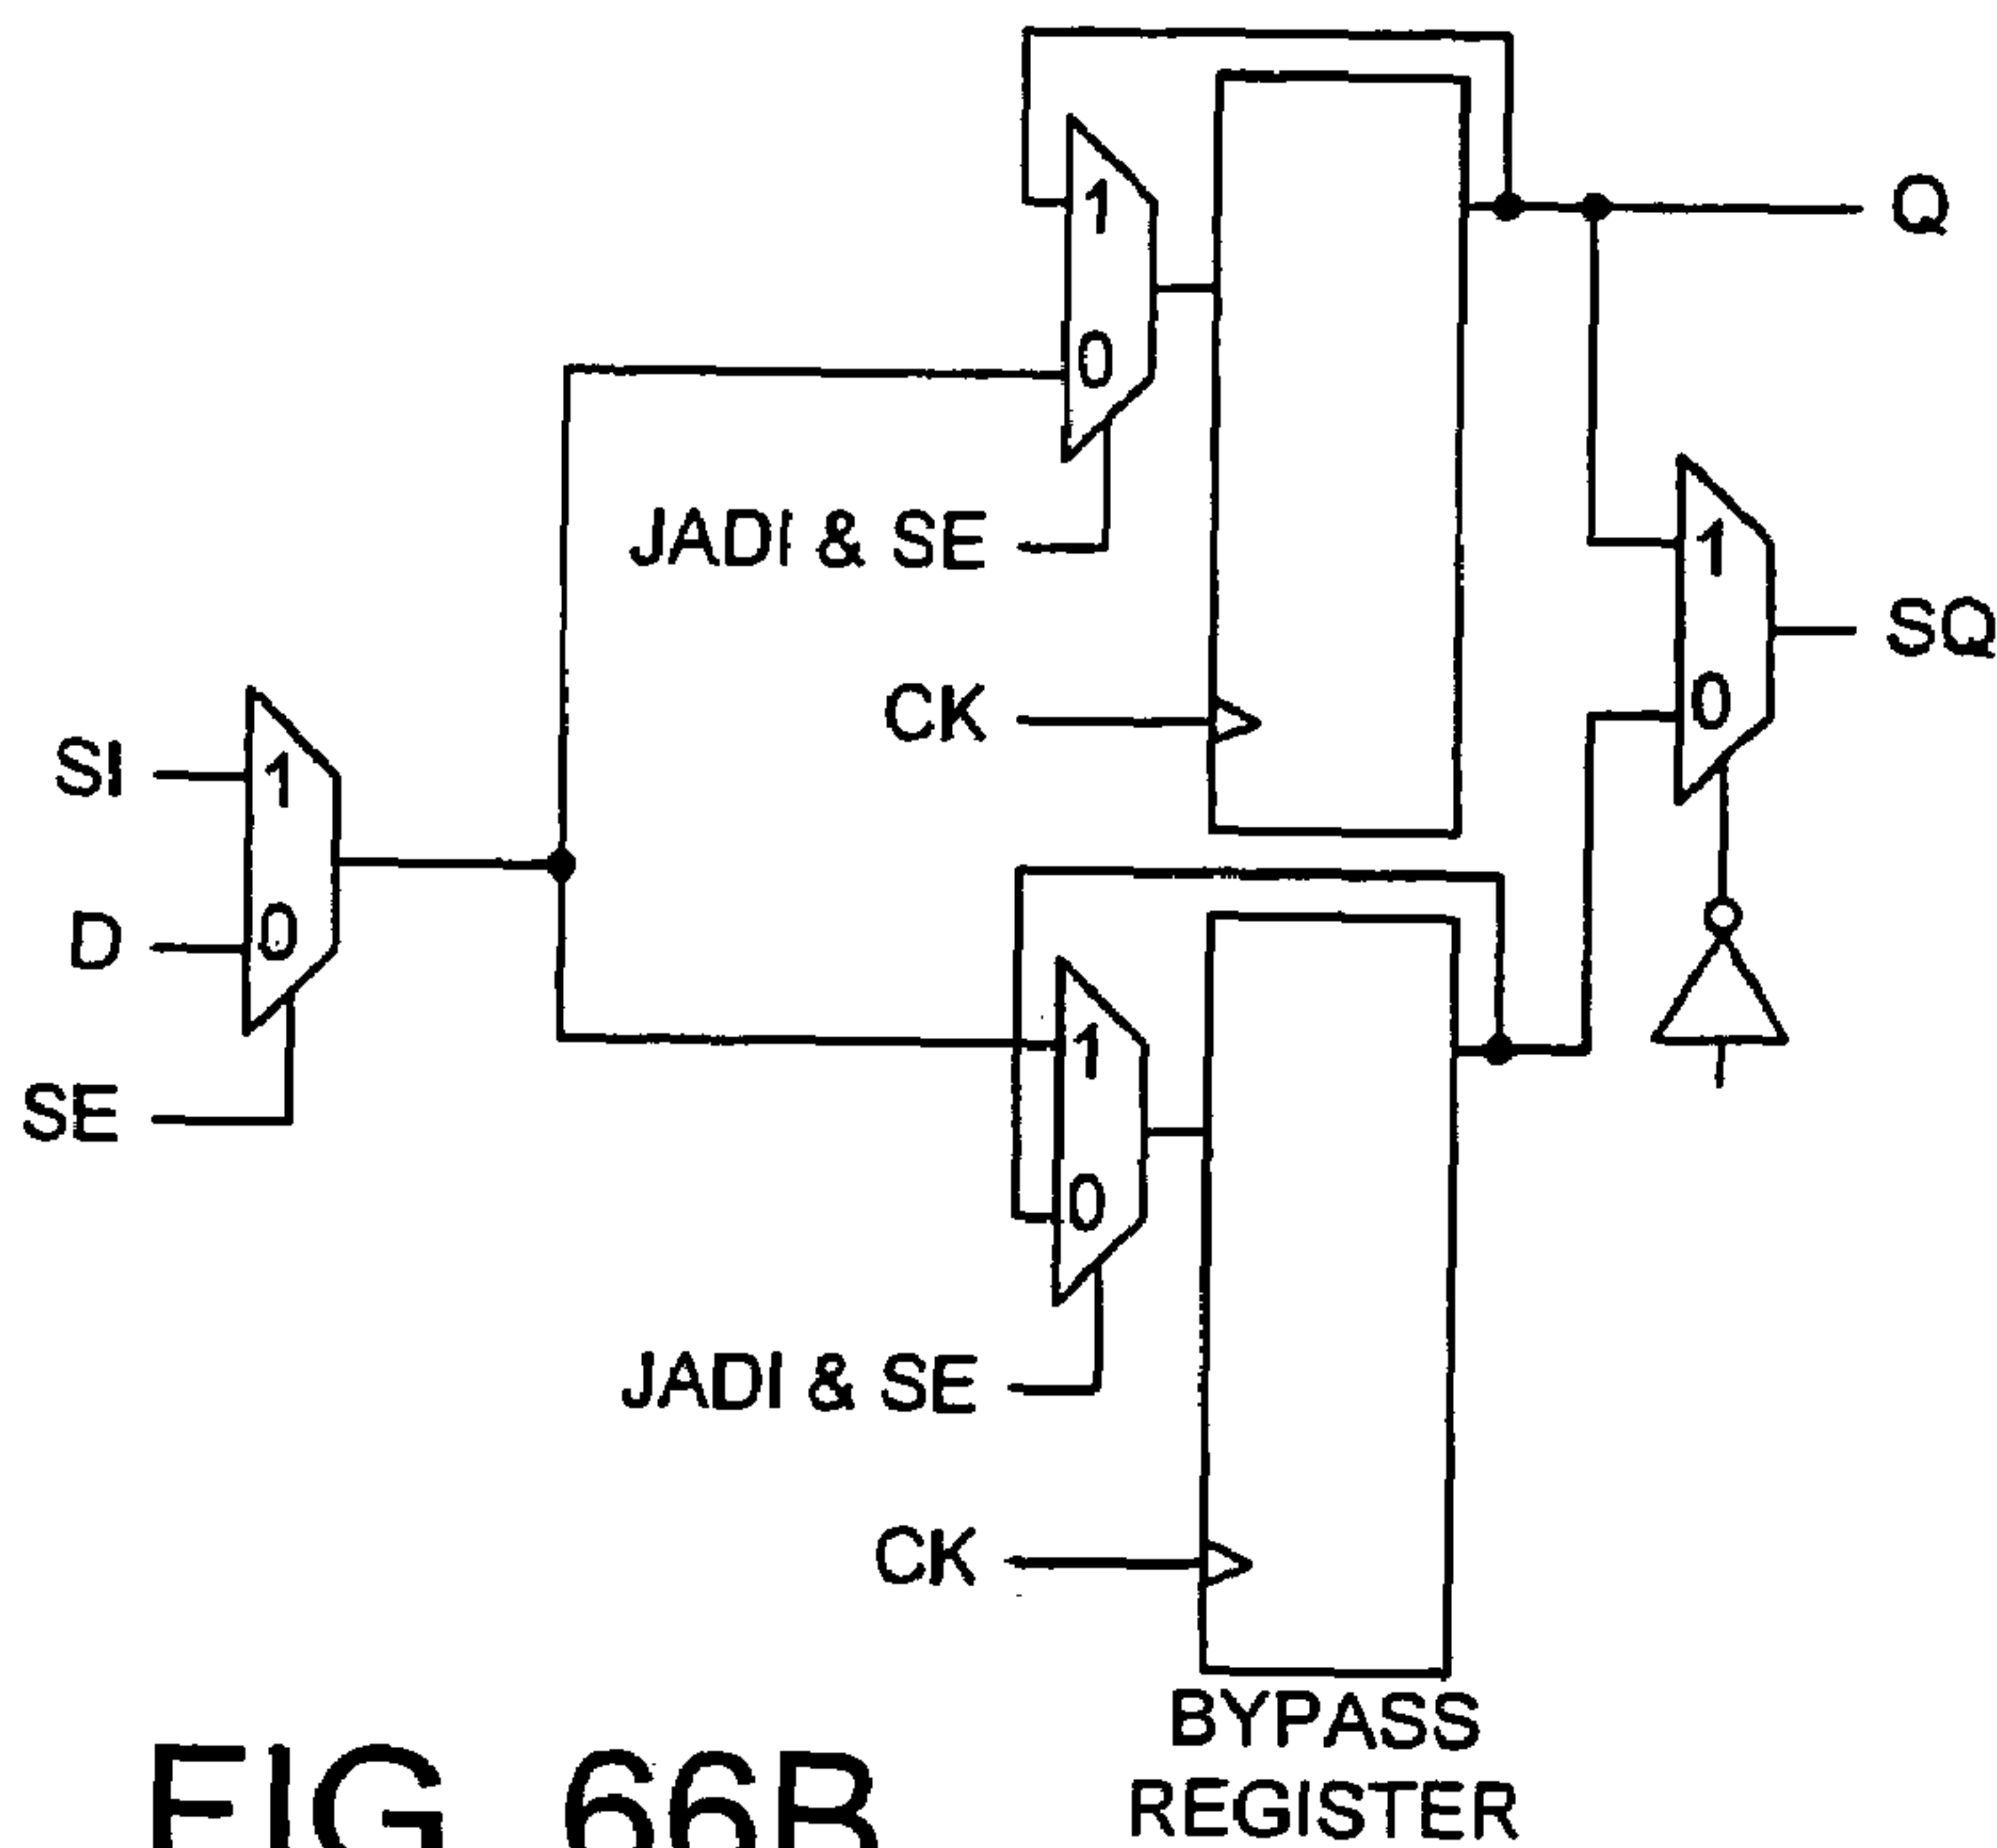 1
Q
0
JADI & SE
1
SQ
CK
0
SI
1
D
0
1
SE
0
JADI & SE
CK
BYPASS
REGISTER
FIG 66B